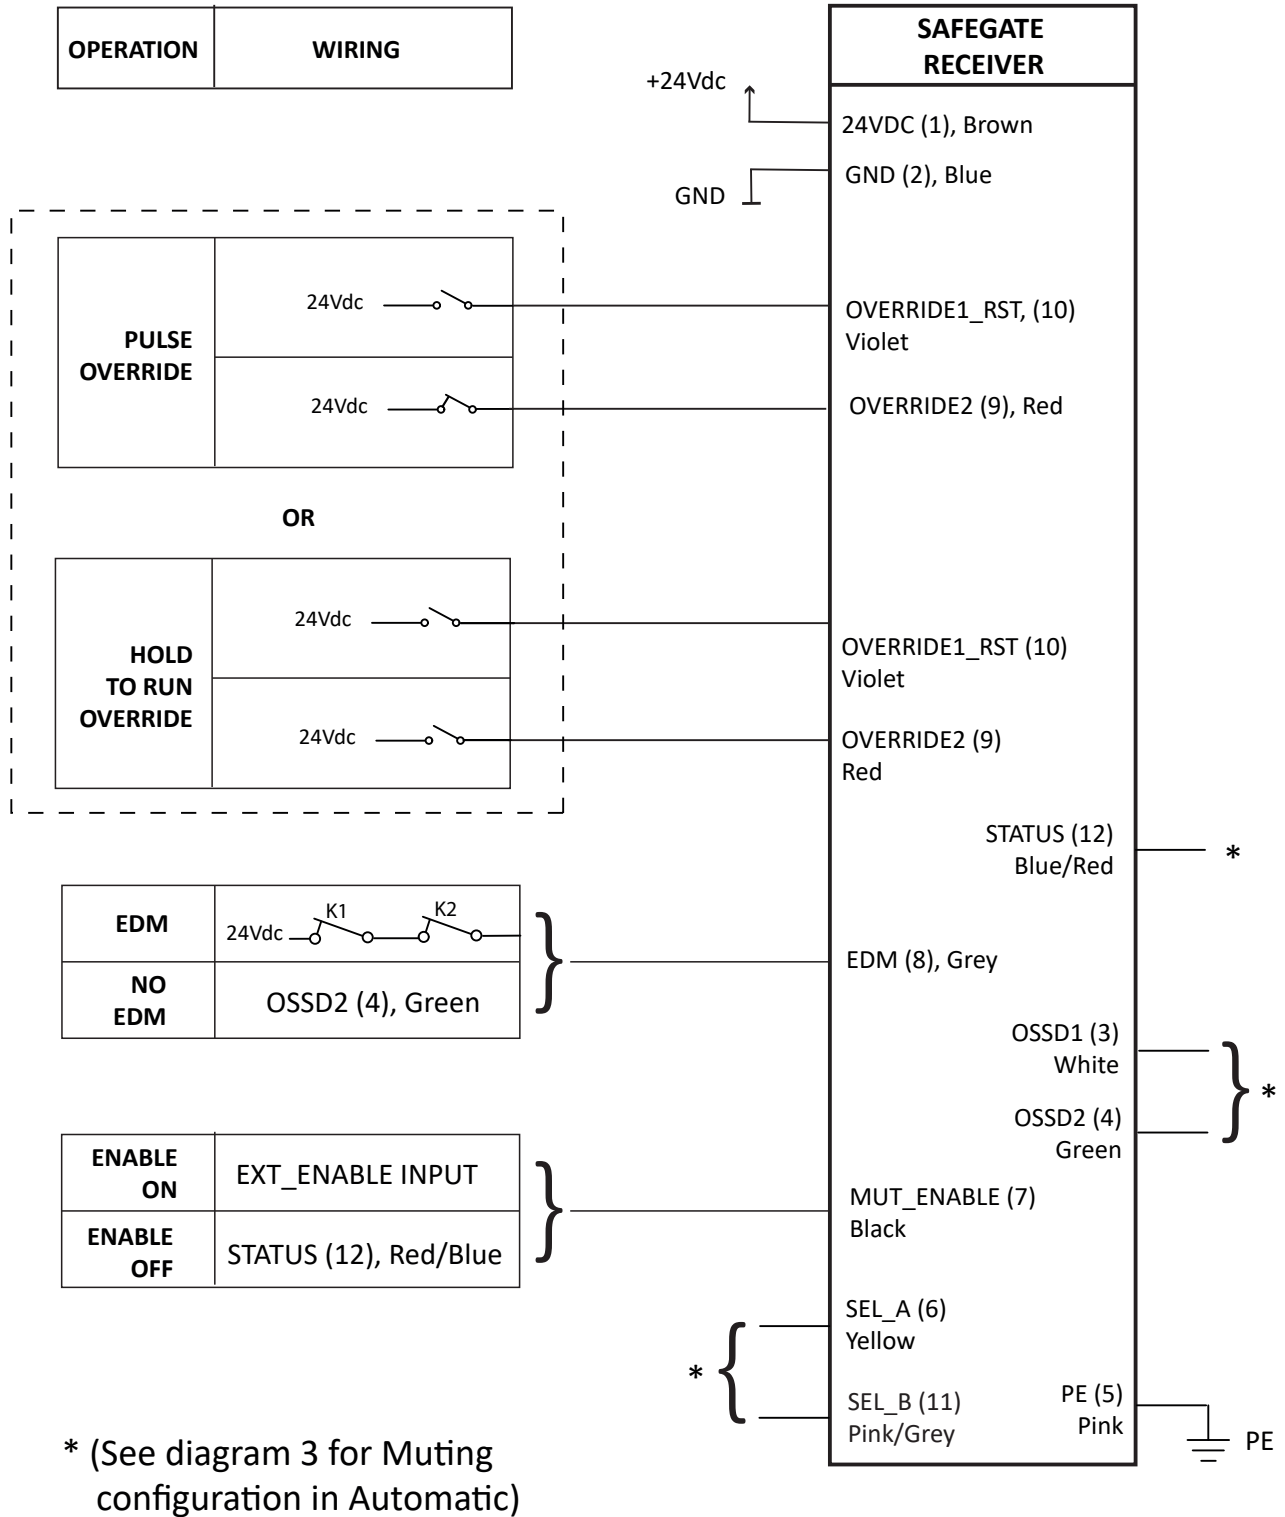 OPERATION WIRING
SAFEGATE
RECEIVER
+24Vdc
24VDC (1), Brown
GND
GND (2), Blue
PULSE
OVERRIDE
24Vdc
OVERRIDE1_RST, (10)
Violet
24Vdc
OVERRIDE2 (9), Red
OR
HOLD
TO RUN
OVERRIDE
24Vdc
OVERRIDE1_RST (10)
Violet
24Vdc
OVERRIDE2 (9)
Red
STATUS (12)
Blue/Red
*
EDM
24Vdc K1 K2
NO
EDM
OSSD2 (4), Green
EDM (8), Grey
OSSD1 (3)
White
OSSD2 (4)
Green
*
ENABLE
ON
EXT_ENABLE INPUT
ENABLE
OFF
STATUS (12), Red/Blue
MUT_ENABLE (7)
Black
SEL_A (6)
Yellow
*
SEL_B (11)
Pink/Grey
PE (5)
Pink
PE
* (See diagram 3 for Muting
configuration in Automatic)